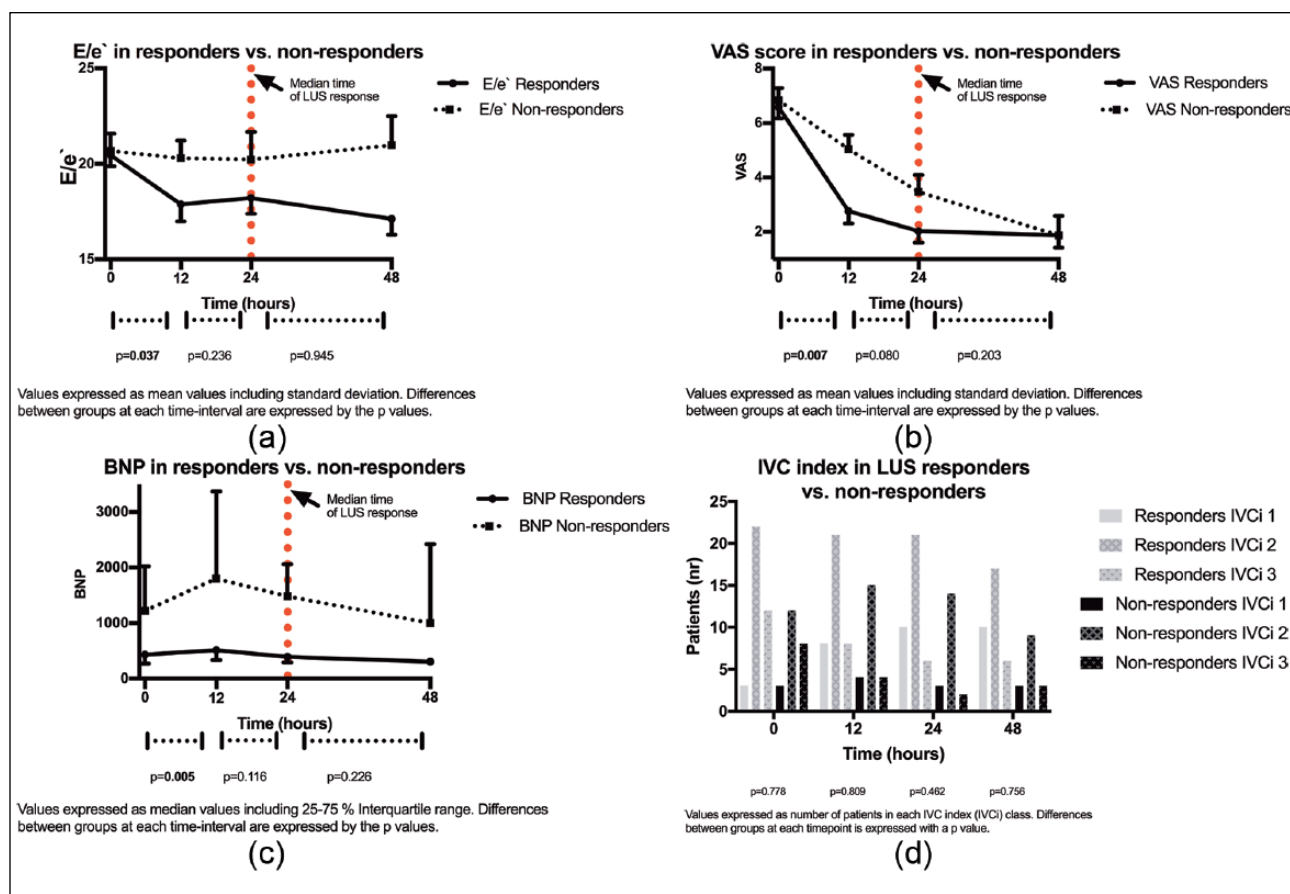 E/e` in responders vs. non-responders
25
20
15
E/e`
Median time
of LUS response
E/e` Responders
E/e` Non-responders
0 12 24 48
Time (hours)
p=0.037 p=0.236 p=0.945
Values expressed as mean values including standard deviation. Differences
between groups at each time-interval are expressed by the p values.
(a)
VAS score in responders vs. non-responders
8
6
4
2
VAS
Median time
of LUS response
VAS Responders
VAS Non-responders
0 12 24 48
Time (hours)
p=0.007 p=0.080 p=0.203
Values expressed as mean values including standard deviation. Differences
between groups at each time-interval are expressed by the p values.
(b)
BNP in responders vs. non-responders
3000
2000
1000
0
BNP
Median time
of LUS response
BNP Responders
BNP Non-responders
0 12 24 48
Time (hours)
p=0.005 p=0.116 p=0.226
Values expressed as median values including 25-75 % Interquartile range. Differences
between groups at each time-interval are expressed by the p values.
(c)
IVC index in LUS responders
vs. non-responders
25
20
15
10
5
0
Patients (nr)
Responders IVCi 1
Responders IVCi 2
Responders IVCi 3
Non-responders IVCi 1
Non-responders IVCi 2
Non-responders IVCi 3
0 12 24 48
Time (hours)
p=0.778 p=0.809 p=0.462 p=0.756
Values expressed as number of patients in each IVC index (IVCi) class. Differences
between groups at each timepoint is expressed with a p value.
(d)